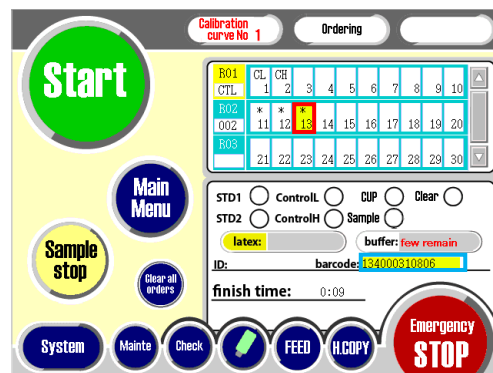 Calibration
curve No 1
Ordering
Start
R01 CL CH
CTL 1 2 3 4 5 6 7 8 9 10
R02 * * *
002 11 12 13 14 15 16 17 18 19 20
R03
21 22 23 24 25 26 27 28 29 30
Main
Menu
STD1 ControlL CUP Clear
STD2 ControlH Sample
latex: buffer: few remain
ID: barcode: 134000310806
finish time: 0:09
Sample
stop
Clear all
orders
Emergency
STOP
System Mainte Check FEED H.COPY